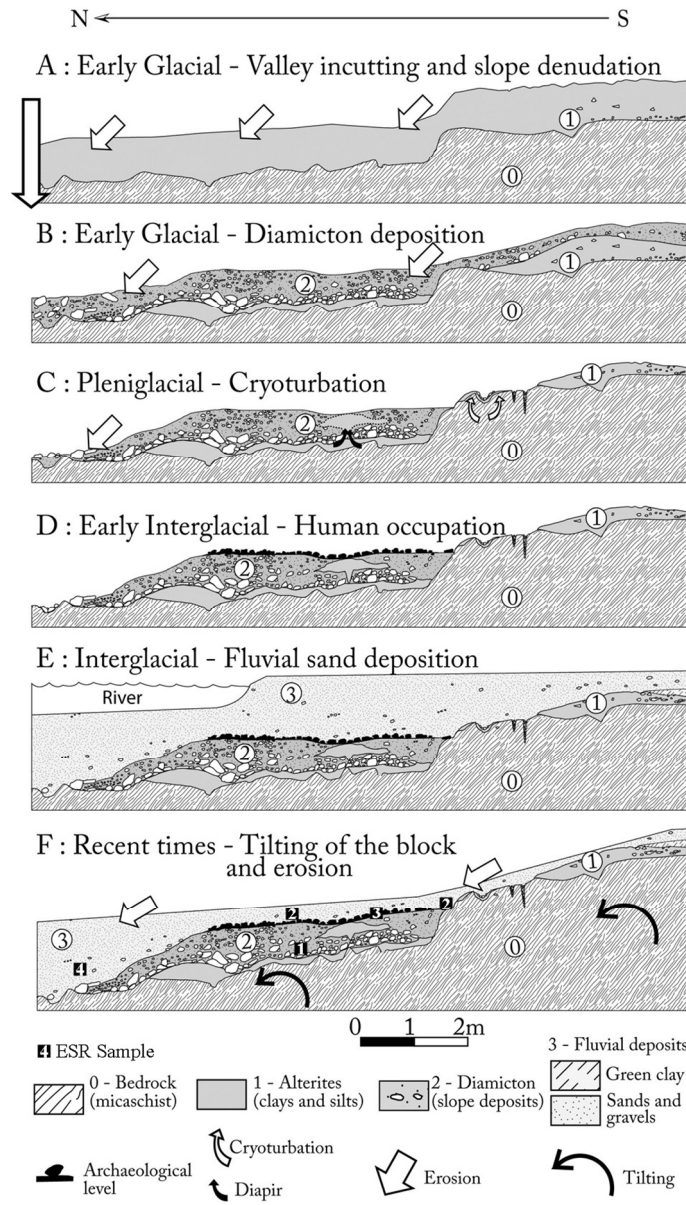 N S
A : Early Glacial - Valley incutting and slope denudation
1
0
B : Early Glacial - Diamicton deposition
1
2
0
C : Pleniglacial - Cryoturbation
1
2
0
D : Early Interglacial - Human occupation
1
2
0
E : Interglacial - Fluvial sand deposition
River
3
1
2
0
F : Recent times - Tilting of the block
and erosion
1
2
2 3
3
2
1
0
4
0 1 2m
4 ESR Sample
3 - Fluvial deposits
0 - Bedrock
(micaschist)
1 - Alterites
(clays and silts)
2 - Diamicton
(slope deposits)
Green clay
Sands and
gravels
Archaeological
level
Cryoturbation
Diapir
Erosion
Tilting